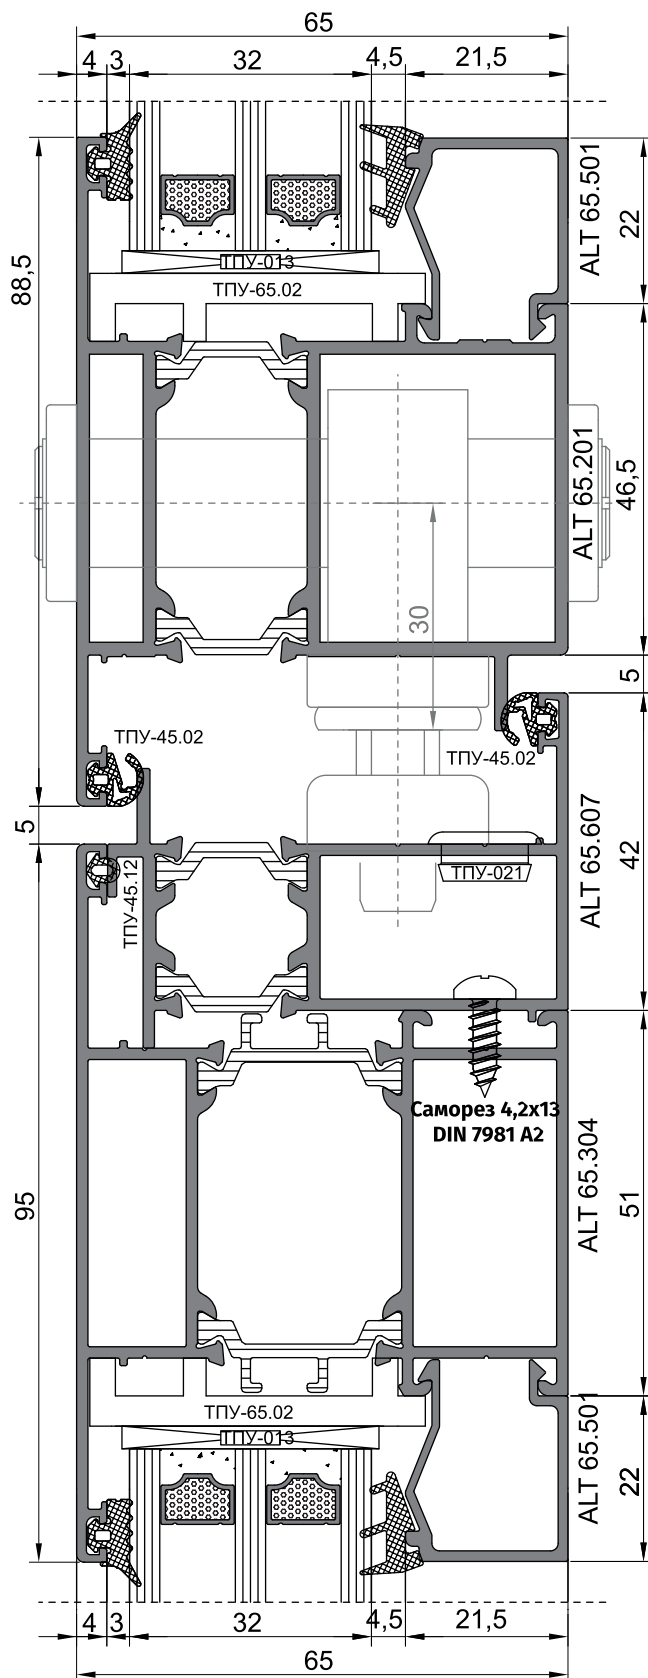 65
4 3 32 4,5 21,5
ALT 65.501
22
88,5
ТПУ-013
ТПУ-65.02
ALT 65.201
46,5
30
5
ТПУ-45.02
ТПУ-45.02
5
ТПУ-45.12
ТПУ-021
ALT 65.607
42
Саморез 4,2x13
DIN 7981 A2
ALT 65.304
51
95
ТПУ-65.02
ТПУ-013
ALT 65.501
22
4 3 32 4,5 21,5
65